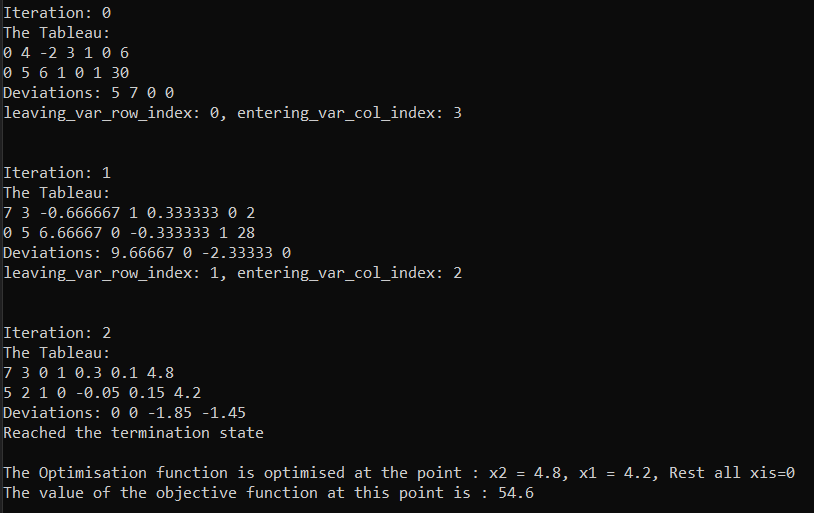 Iteration: 0
The Tableau:
0 4 -2 3 1 0 6
0 5 6 1 0 1 30
Deviations: 5 7 0 0
leaving_var_row_index: 0, entering_var_col_index: 3
Iteration: 1
The Tableau:
7 3 -0.666667 1 0.333333 0 2
0 5 6.66667 0 -0.333333 1 28
Deviations: 9.66667 0 -2.33333 0
leaving_var_row_index: 1, entering_var_col_index: 2
Iteration: 2
The Tableau:
7 3 0 1 0.3 0.1 4.8
5 2 1 0 -0.05 0.15 4.2
Deviations: 0 0 -1.85 -1.45
Reached the termination state
The Optimisation function is optimised at the point : x2 = 4.8, x1 = 4.2, Rest all xis=0
The value of the objective function at this point is : 54.6